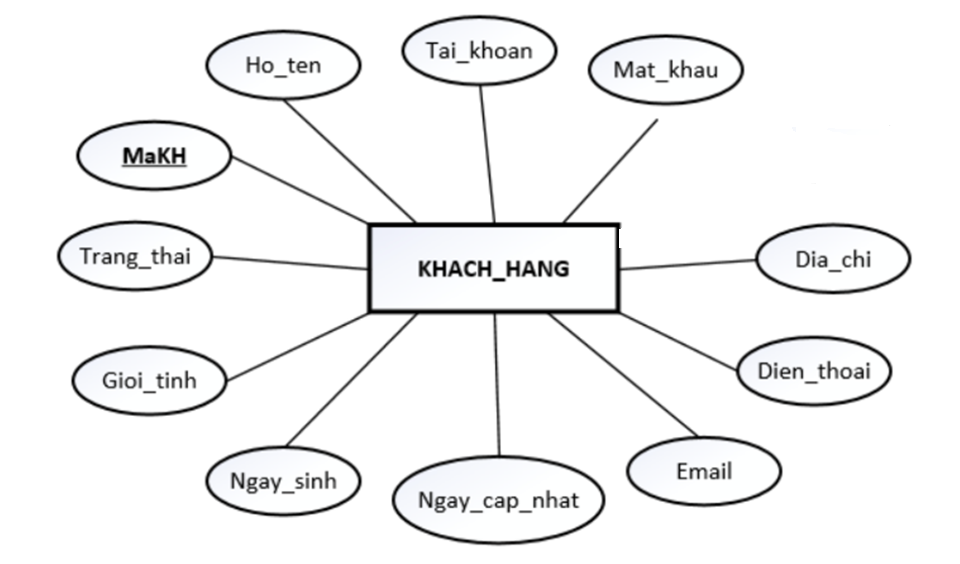 Tai_khoan
Ho_ten
Mat_khau
MaKH
Trang_thai
KHACH_HANG
Dia_chi
Gioi_tinh
Dien_thoai
Ngay_sinh
Ngay_cap_nhat
Email